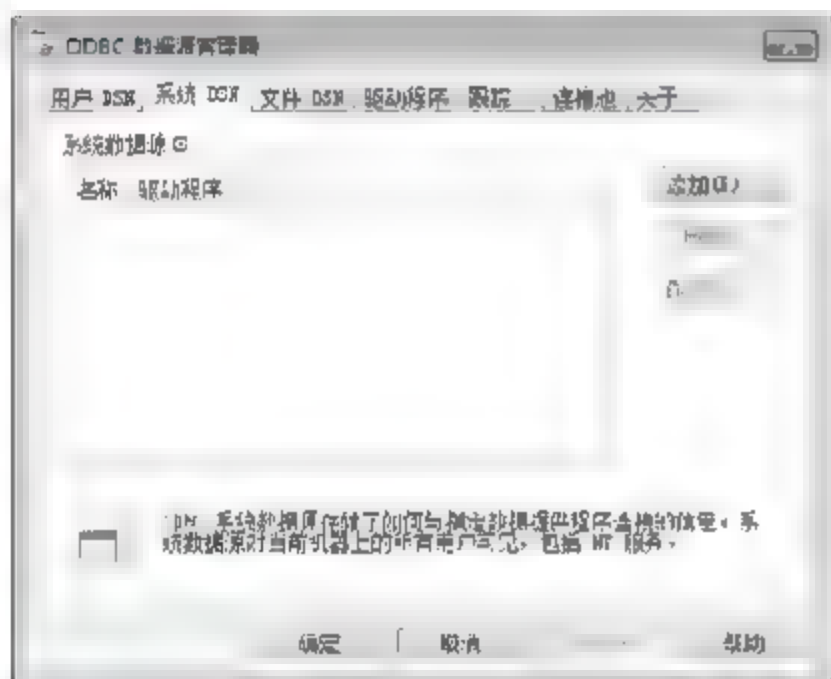 ODBC 数据源管理器
用户 DSN 系统 DSN 文件 DSN 驱动程序 跟踪 连接池 关于
系统数据源
名称 驱动程序
添加
ODBC 系统数据源存储了如何与指定数据提供程序连接的信息。系
统数据源对当前机器上的所有用户可见，包括 NT 服务。
确定 取消 帮助